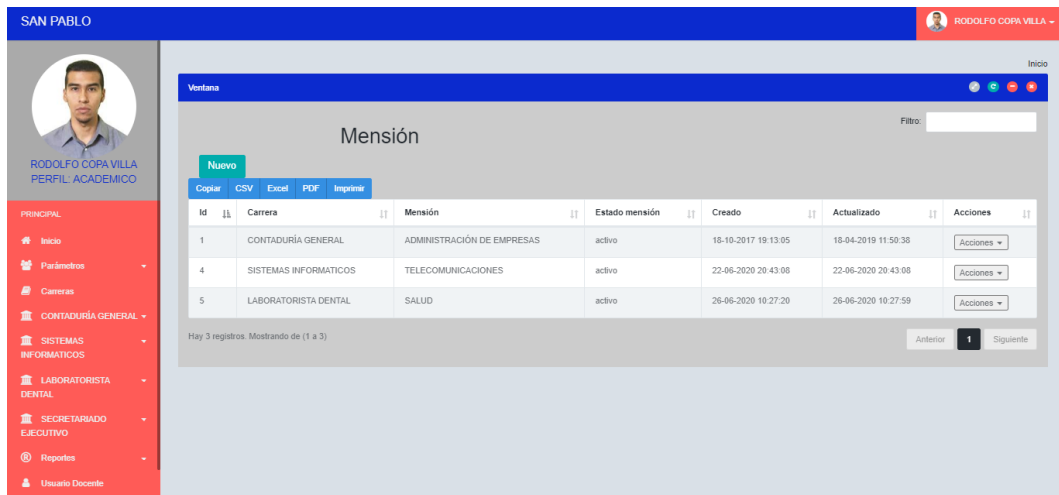 SAN PABLO
RODOLFO COPA VILLA
RODOLFO COPA VILLA
PERFIL: ACADEMICO
PRINCIPAL
Inicio
Parámetros
Carreras
CONTADURÍA GENERAL
SISTEMAS
INFORMATICOS
LABORATORISTA
DENTAL
SECRETARIADO
EJECUTIVO
Reportes
Usuario Docente
Inicio
Ventana
Filtro:
Mensión
Nuevo
Copiar CSV Excel PDF Imprimir
Id Carrera Mensión Estado mensión Creado Actualizado Acciones
1 CONTADURÍA GENERAL ADMINISTRACIÓN DE EMPRESAS activo 18-10-2017 19:13:05 18-04-2019 11:50:38 Acciones
4 SISTEMAS INFORMATICOS TELECOMUNICACIONES activo 22-06-2020 20:43:08 22-06-2020 20:43:08 Acciones
5 LABORATORISTA DENTAL SALUD activo 26-06-2020 10:27:20 26-06-2020 10:27:59 Acciones
Hay 3 registros. Mostrando de (1 a 3)
Anterior 1 Siguiente